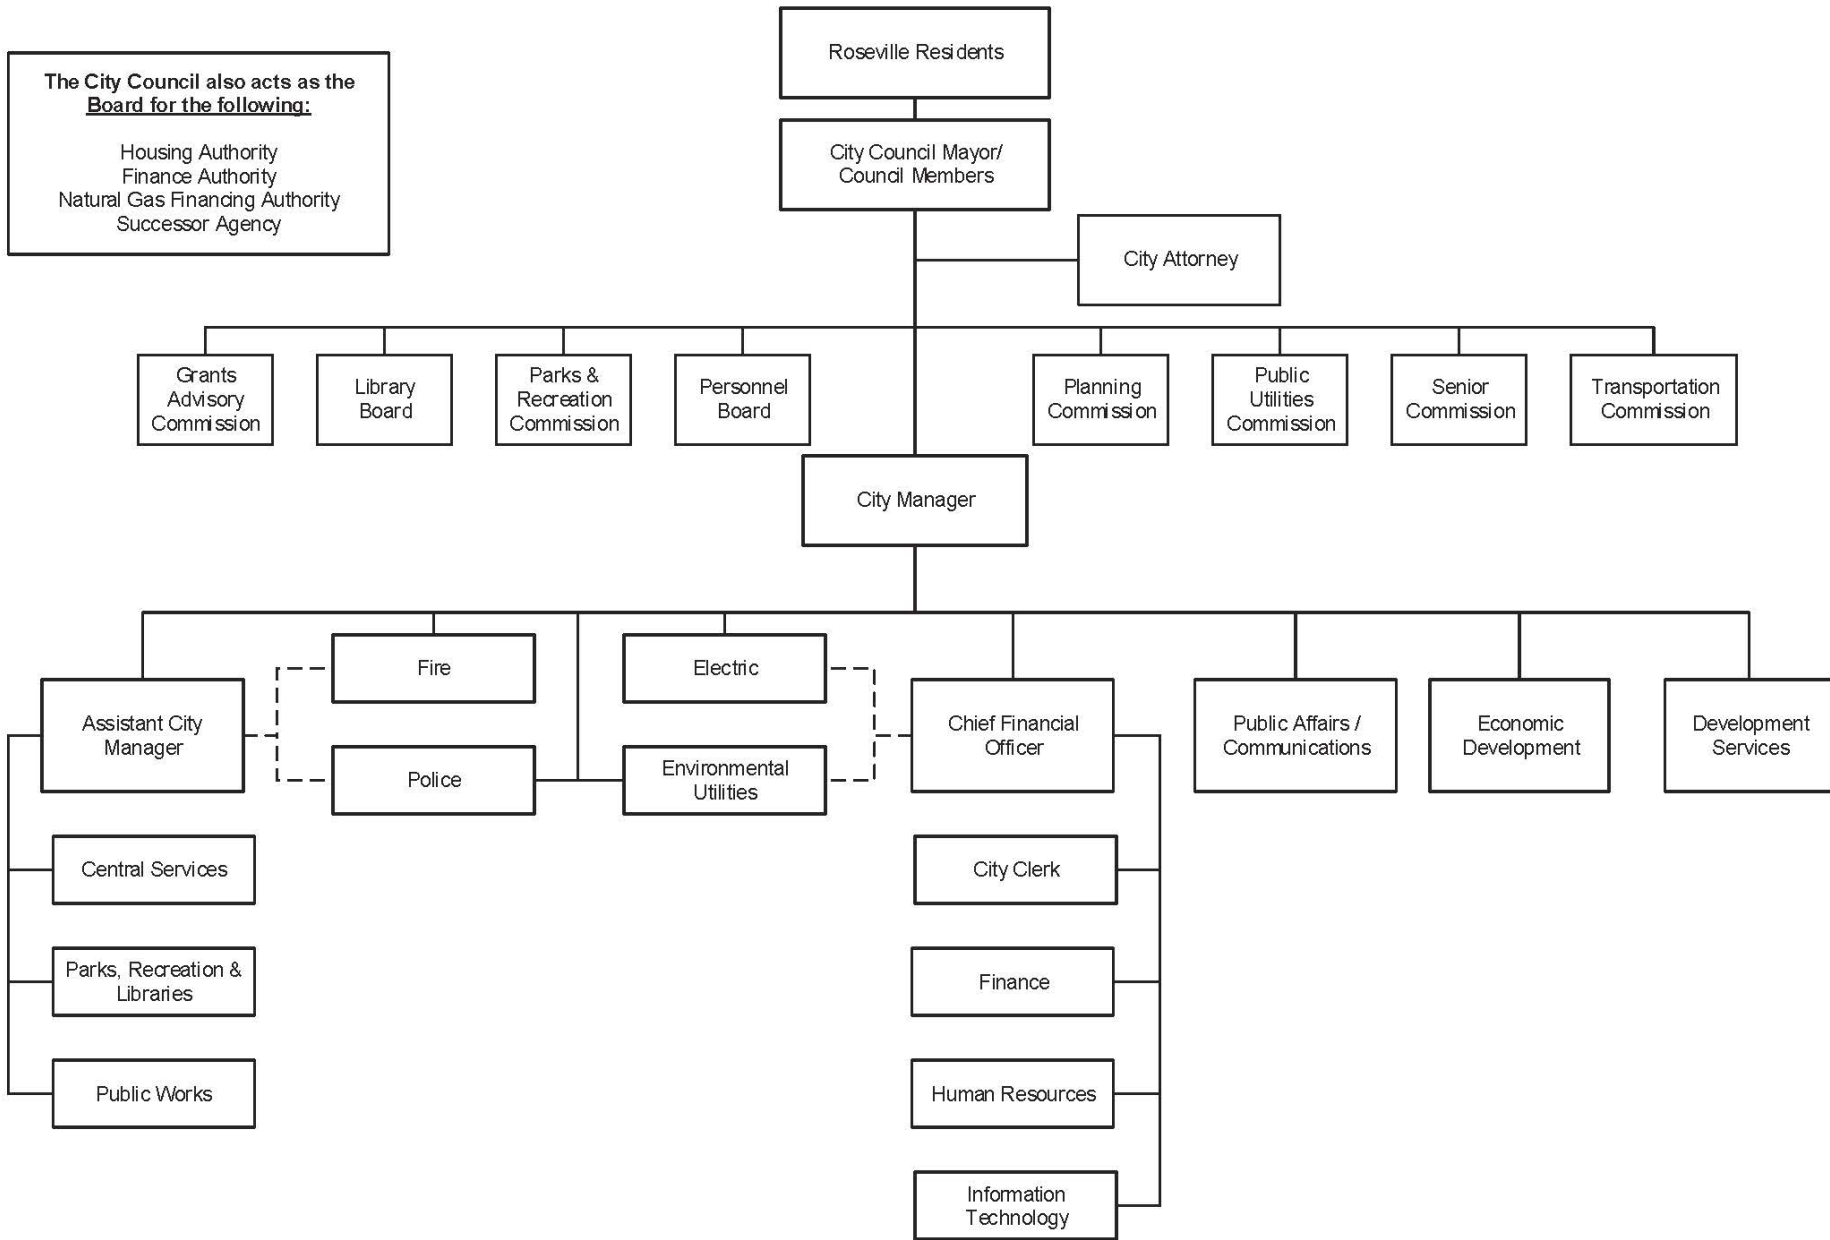 Roseville Residents
The City Council also acts as the
Board for the following:
Housing Authority
Finance Authority
Natural Gas Financing Authority
Successor Agency
City Council Mayor/
Council Members
City Attorney
Grants
Advisory
Commission
Library
Board
Parks &
Recreation
Commission
Personnel
Board
Planning
Commission
Public
Utilities
Commission
Senior
Commission
Transportation
Commission
City Manager
Fire
Electric
Assistant City
Manager
Chief Financial
Officer
Public Affairs /
Communications
Economic
Development
Development
Services
Police
Environmental
Utilities
Central Services
City Clerk
Parks, Recreation &
Libraries
Finance
Public Works
Human Resources
Information
Technology